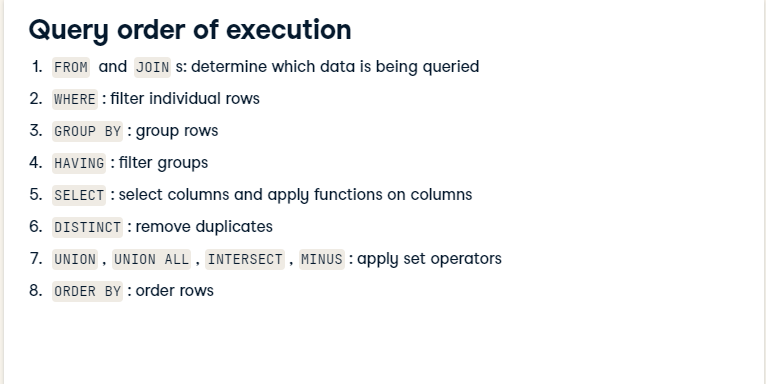 Query order of execution
1. FROM and JOIN s: determine which data is being queried
2. WHERE : filter individual rows
3. GROUP BY : group rows
4. HAVING : filter groups
5. SELECT : select columns and apply functions on columns
6. DISTINCT : remove duplicates
7. UNION , UNION ALL , INTERSECT , MINUS : apply set operators
8. ORDER BY : order rows